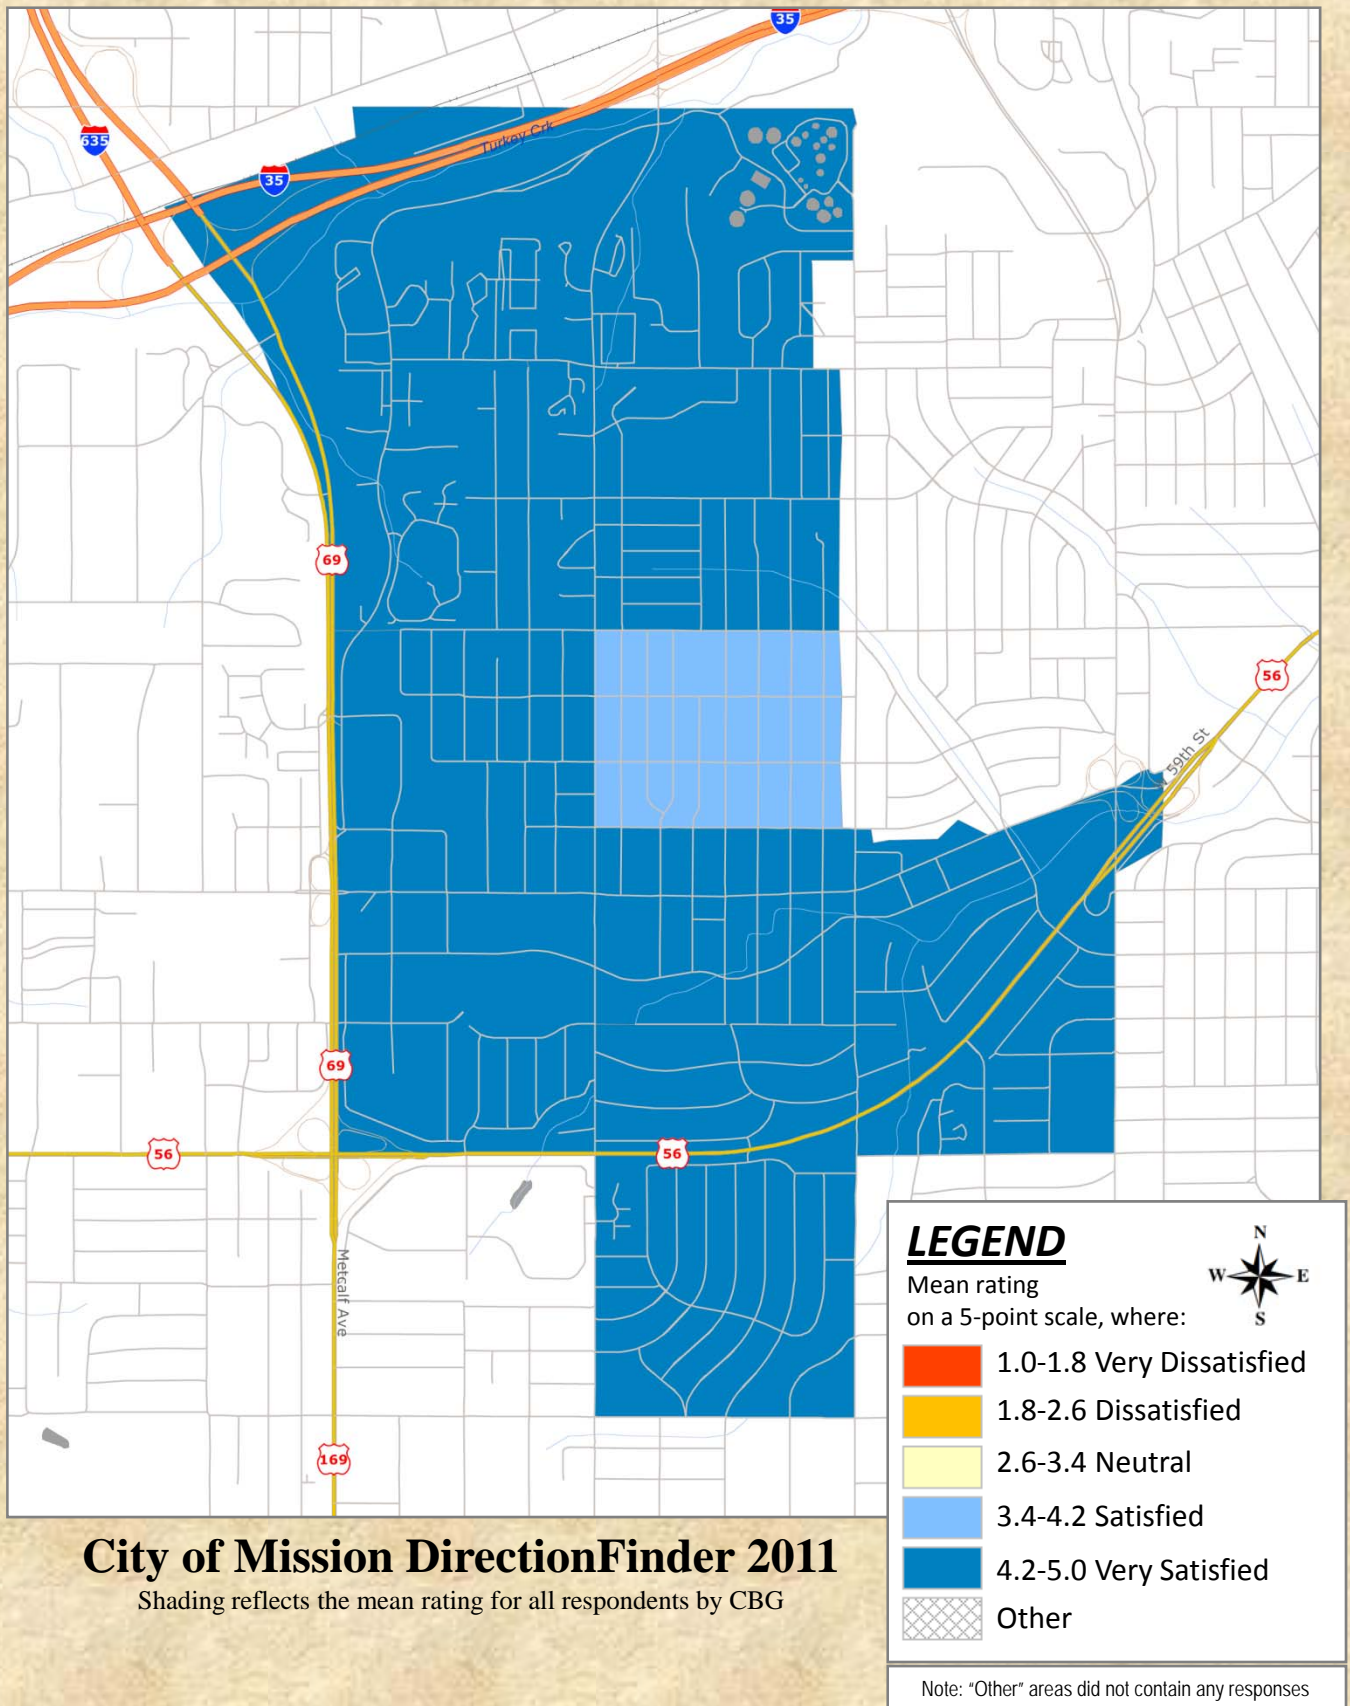 35
635
35
Turkey Crk
69
56
W 59th St
69
56
56
Metcalf Ave
169
LEGEND
Mean rating
on a 5-point scale, where:
N
W E
S
1.0-1.8 Very Dissatisfied
1.8-2.6 Dissatisfied
2.6-3.4 Neutral
3.4-4.2 Satisfied
4.2-5.0 Very Satisfied
Other
City of Mission DirectionFinder 2011
Shading reflects the mean rating for all respondents by CBG
Note: "Other" areas did not contain any responses